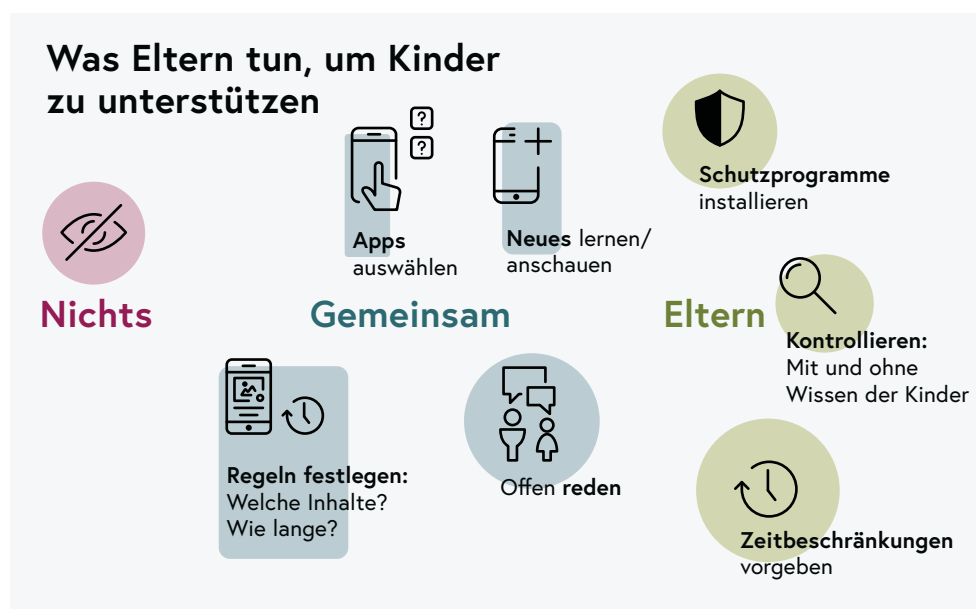 Was Eltern tun, um Kinder
zu unterstützen
?
?
Apps
auswählen
Neues lernen/
anschauen
Schutzprogramme
installieren
Nichts
Gemeinsam
Eltern
Kontrollieren:
Mit und ohne
Wissen der Kinder
Regeln festlegen:
Welche Inhalte?
Wie lange?
Offen reden
Zeitbeschränkungen
vorgeben